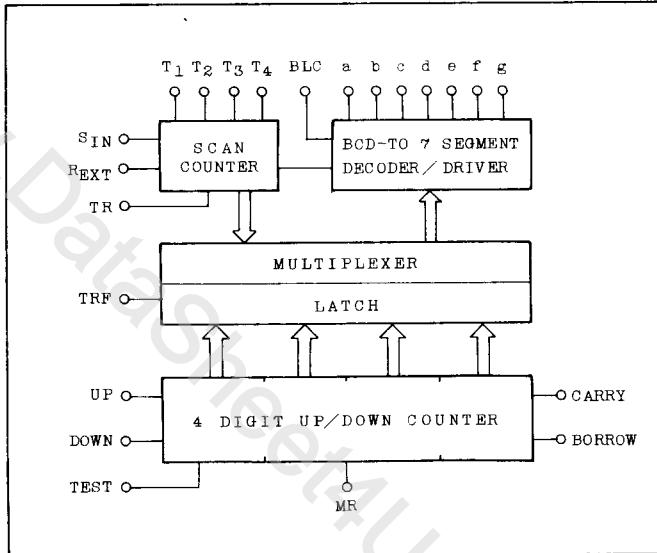 T1 T2 T3 T4 BLC a b c d e f g
SIN
REXT
TR
SCAN
COUNTER
BCD-TO 7 SEGMENT
DECODER/DRIVER
MULTIPLEXER
TRF
LATCH
UP
DOWN
TEST
4 DIGIT UP/DOWN COUNTER
CARRY
BORROW
MR
DataSheet4U